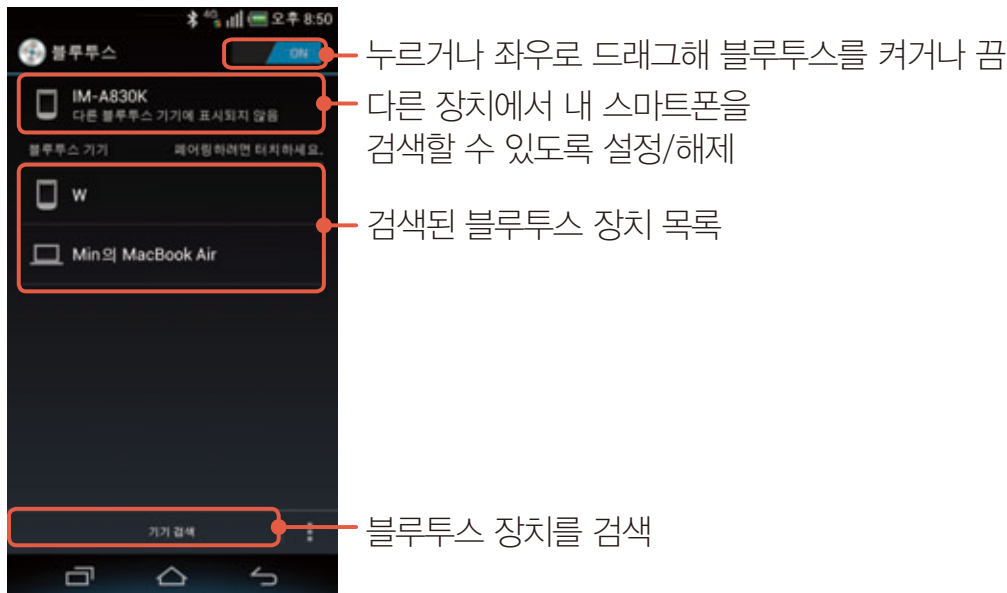 4G 오후 8:50
블루투스 ON
누르거나 좌우로 드래그해 블루투스를 켜거나 끔
IM-A830K
다른 블루투스 기기에 표시되지 않음
다른 장치에서 내 스마트폰을
검색할 수 있도록 설정/해제
블루투스 기기 페어링하려면 터치하세요.
W
Min의 MacBook Air
검색된 블루투스 장치 목록
기기 검색
블루투스 장치를 검색